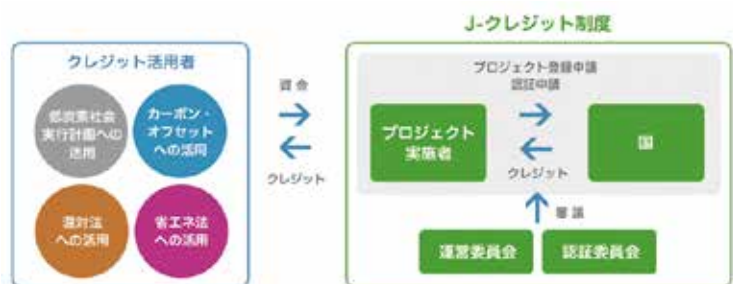 J-クレジット制度
クレジット活用者
低炭素社会
実行計画への
活用
カーボン・
オフセット
への活用
温対法
への活用
省エネ法
への活用
資金
クレジット
プロジェクト登録申請
認証申請
プロジェクト
実施者
国
クレジット
審議
運営委員会
認証委員会